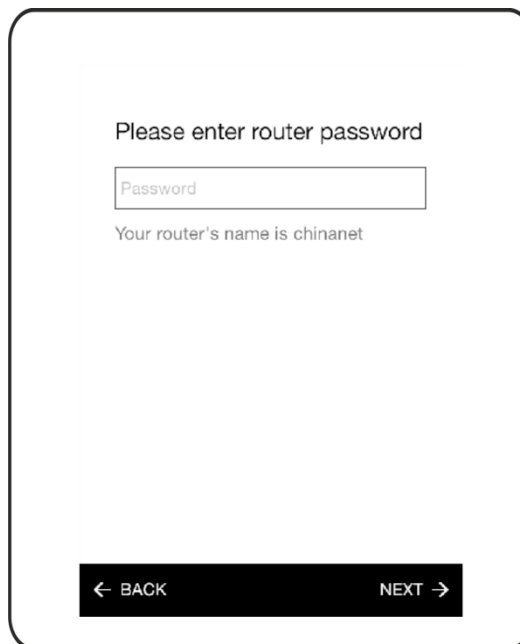 Please enter router password
Password
Your router's name is chinanet
← BACK
NEXT →